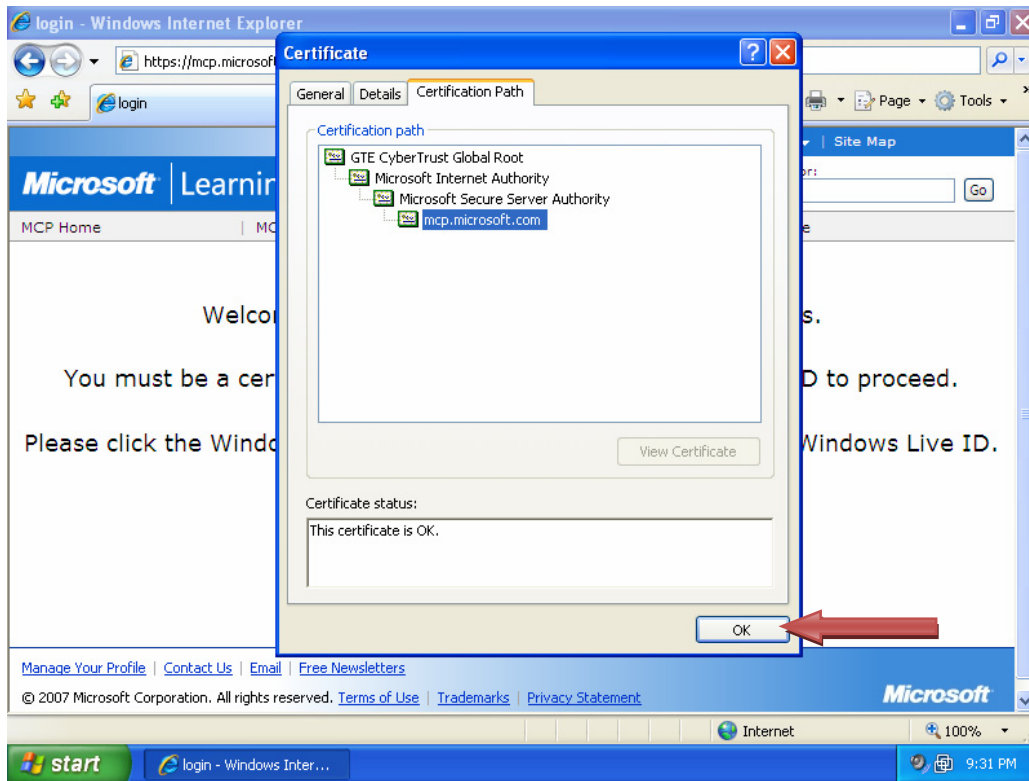 login - Windows Internet Explorer
https://mcp.microsoft
login
Page
Tools
Site Map
Microsoft Learnin
or:
Go
MCP Home | MC
e
Welco
s.
You must be a cer
D to proceed.
Please click the Windo
Windows Live ID.
Certificate
General Details Certification Path
Certification path
GTE CyberTrust Global Root
Microsoft Internet Authority
Microsoft Secure Server Authority
mcp.microsoft.com
View Certificate
Certificate status:
This certificate is OK.
OK
Manage Your Profile | Contact Us | Email | Free Newsletters
© 2007 Microsoft Corporation. All rights reserved. Terms of Use | Trademarks | Privacy Statement
Microsoft
Internet
100%
start
login - Windows Inter...
9:31 PM